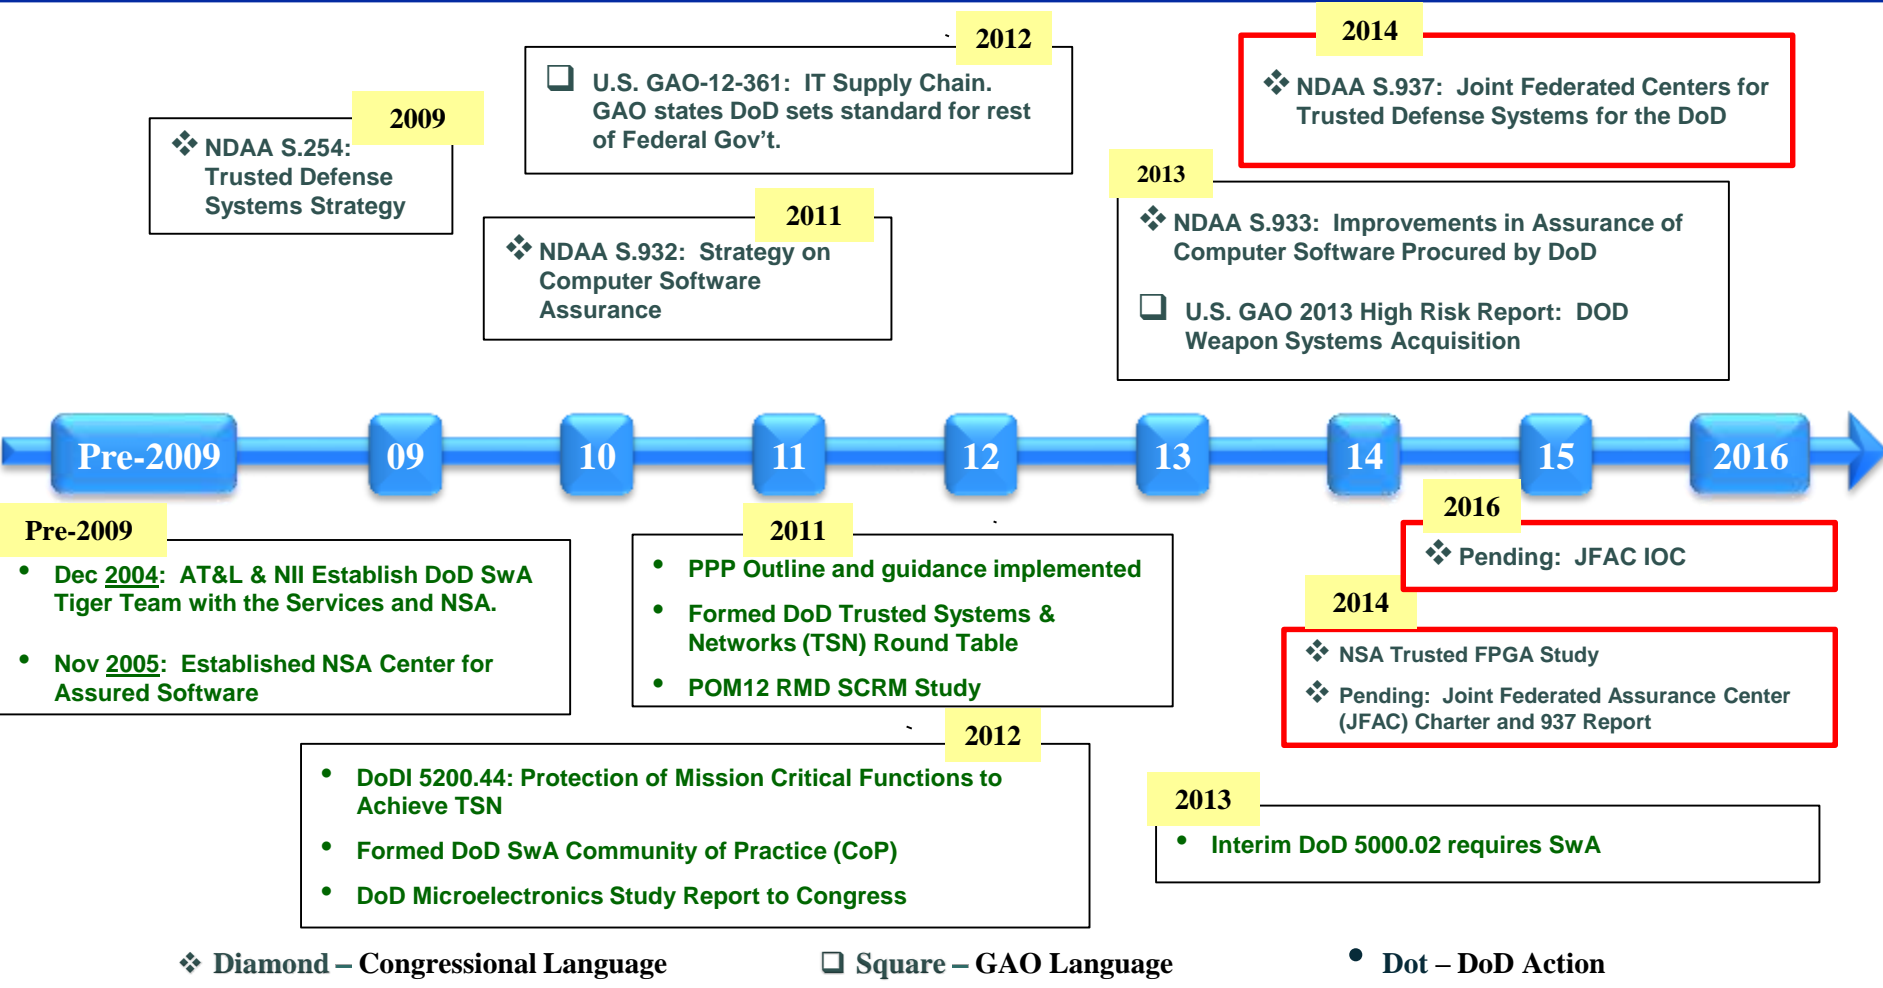 2009
❖ NDAA S.254:
Trusted Defense
Systems Strategy
2012
❑ U.S. GAO-12-361: IT Supply Chain.
GAO states DoD sets standard for rest
of Federal Gov’t.
2011
❖ NDAA S.932: Strategy on
Computer Software
Assurance
2014
❖ NDAA S.937: Joint Federated Centers for
Trusted Defense Systems for the DoD
2013
❖ NDAA S.933: Improvements in Assurance of
Computer Software Procured by DoD
❑ U.S. GAO 2013 High Risk Report: DOD
Weapon Systems Acquisition
Pre-2009 09 10 11 12 13 14 15 2016
Pre-2009
• Dec 2004: AT&L & NII Establish DoD SwA
Tiger Team with the Services and NSA.
• Nov 2005: Established NSA Center for
Assured Software
2011
• PPP Outline and guidance implemented
• Formed DoD Trusted Systems &
Networks (TSN) Round Table
• POM12 RMD SCRM Study
2016
❖ Pending: JFAC IOC
2014
❖ NSA Trusted FPGA Study
❖ Pending: Joint Federated Assurance Center
(JFAC) Charter and 937 Report
2012
• DoDI 5200.44: Protection of Mission Critical Functions to
Achieve TSN
• Formed DoD SwA Community of Practice (CoP)
• DoD Microelectronics Study Report to Congress
2013
• Interim DoD 5000.02 requires SwA
❖ Diamond – Congressional Language ❑ Square – GAO Language • Dot – DoD Action